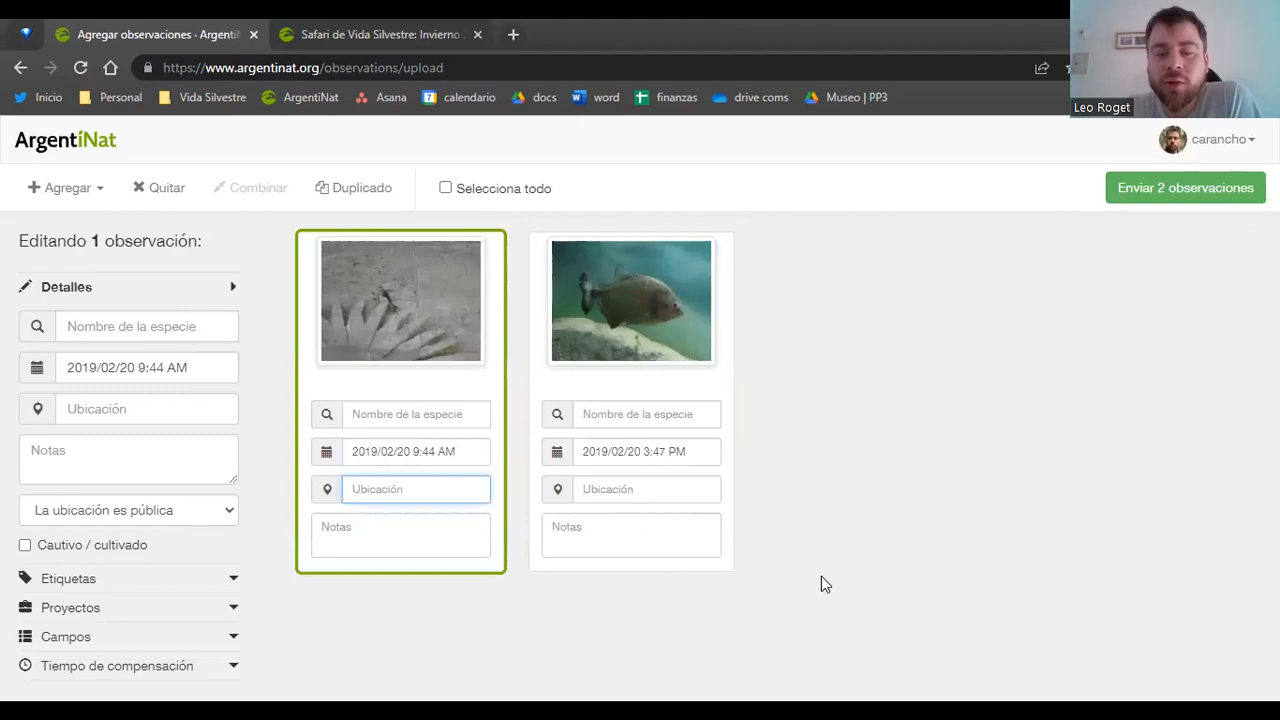 Agregar observaciones · Argentiñ
Safari de Vida Silvestre: Invierno
https://www.argentinat.org/observations/upload
Inicio Personal Vida Silvestre ArgentiNat Asana calendario docs word finanzas drive coms Museo | PP3
Leo Roget
ArgentíNat
carancho
Agregar Quitar Combinar Duplicado Selecciona todo Enviar 2 observaciones
Editando 1 observación:
Detalles
Nombre de la especie
2019/02/20 9:44 AM
Ubicación
Notas
La ubicación es pública
Cautivo / cultivado
Etiquetas
Proyectos
Campos
Tiempo de compensación
Nombre de la especie
2019/02/20 9:44 AM
Ubicación
Notas
Nombre de la especie
2019/02/20 3:47 PM
Ubicación
Notas